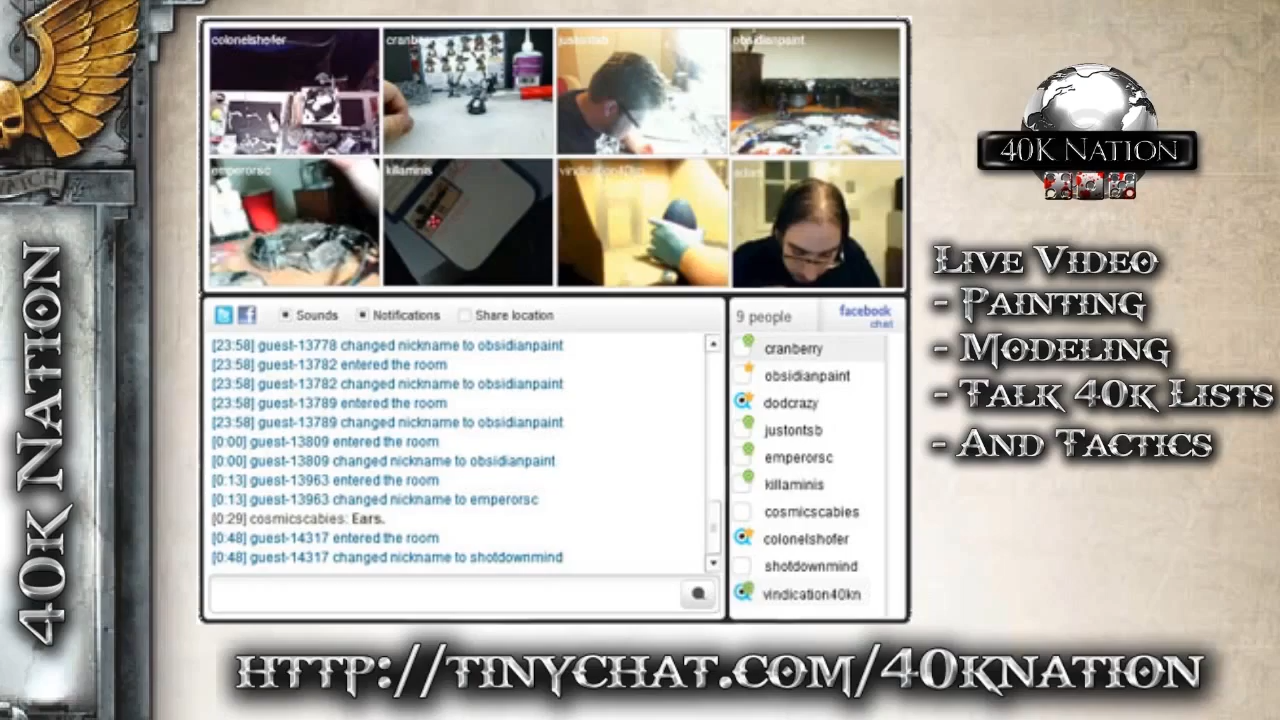 colonelshofer
cranberry
justontsb
obsidianpaint
emperorsc
killaminis
vindication40kn
adam
Sounds
Notifications
Share location
[23:58] guest-13778 changed nickname to obsidianpaint
[23:58] guest-13782 entered the room
[23:58] guest-13782 changed nickname to obsidianpaint
[23:58] guest-13789 entered the room
[23:58] guest-13789 changed nickname to obsidianpaint
[0:00] guest-13809 entered the room
[0:00] guest-13809 changed nickname to obsidianpaint
[0:13] guest-13963 entered the room
[0:13] guest-13963 changed nickname to emperorsc
[0:29] cosmicscabies: Ears.
[0:48] guest-14317 entered the room
[0:48] guest-14317 changed nickname to shotdownmind
9 people
facebook
chat
cranberry
obsidianpaint
dodcrazy
justontsb
emperorsc
killaminis
cosmicscabies
colonelshofer
shotdownmind
vindication40kn
40K Nation
Live Video
- Painting
- Modeling
- Talk 40k Lists
- And Tactics
40K Nation
http://tinychat.com/40knation